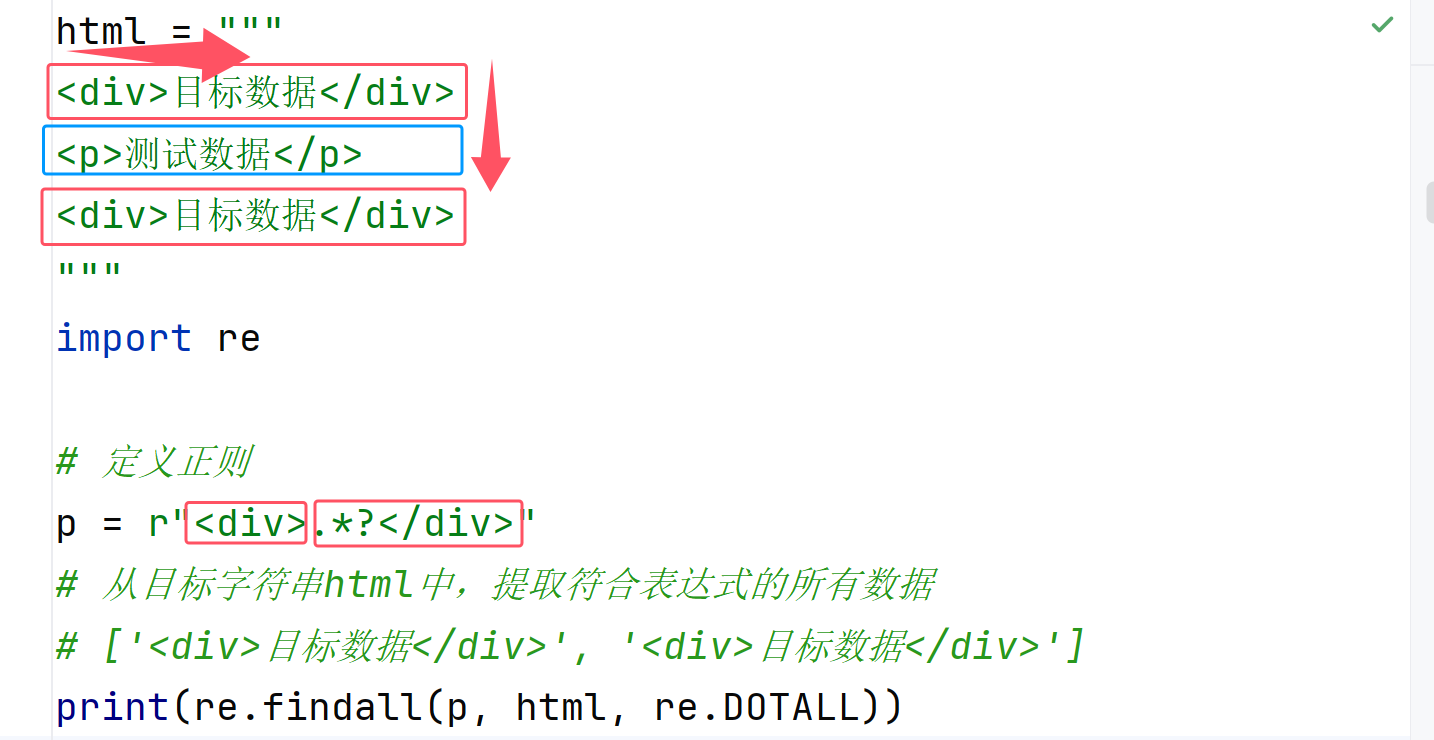 html = """
<div>目标数据</div>
<p>测试数据</p>
<div>目标数据</div>
"""
import re
# 定义正则
p = r"<div>.*?</div>"
# 从目标字符串html中，提取符合表达式的所有数据
# ['<div>目标数据</div>', '<div>目标数据</div>']
print(re.findall(p, html, re.DOTALL))